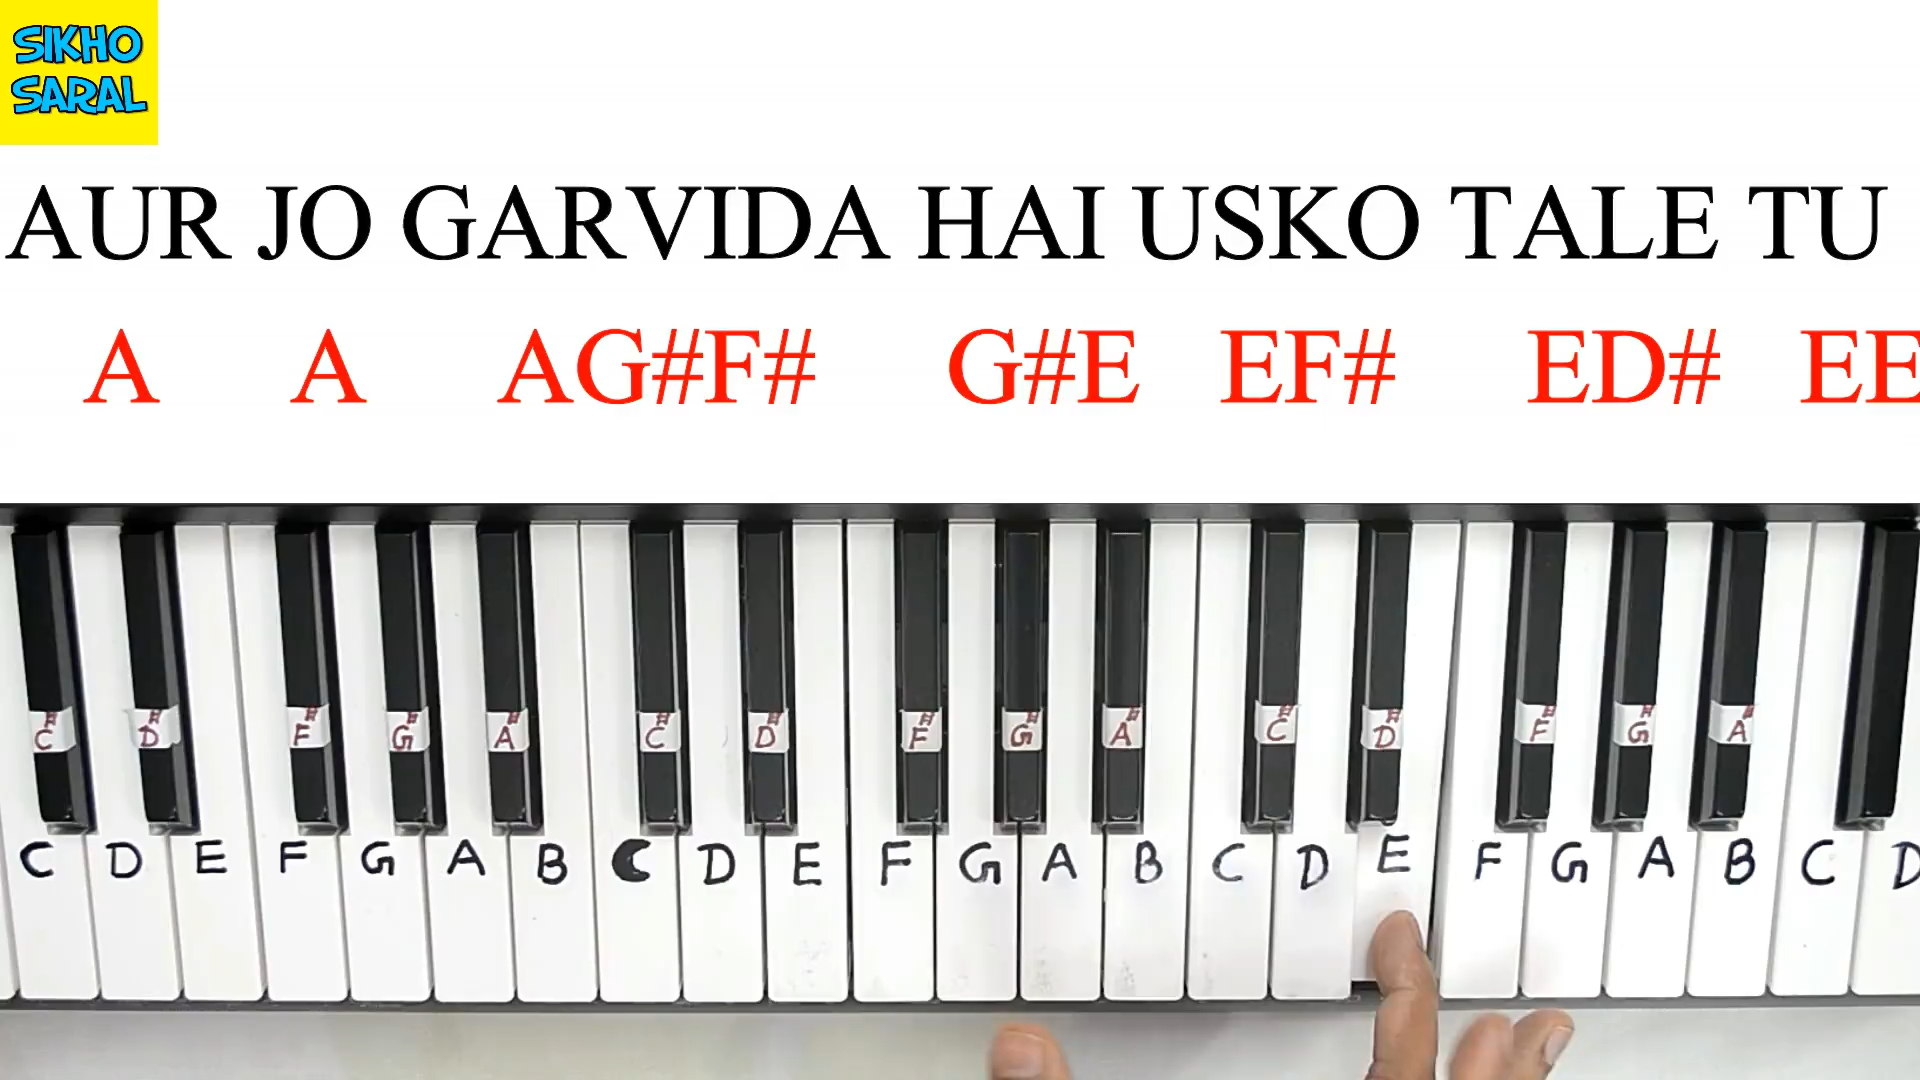 SIKHO
SARAL
AUR JO GARVIDA HAI USKO TALE TU
A A AG#F# G#E EF# ED# EE
C# D# F# G# A# C# D# F# G# A# C# D# F# G# A#
C D E F G A B C D E F G A B C D E F G A B C D